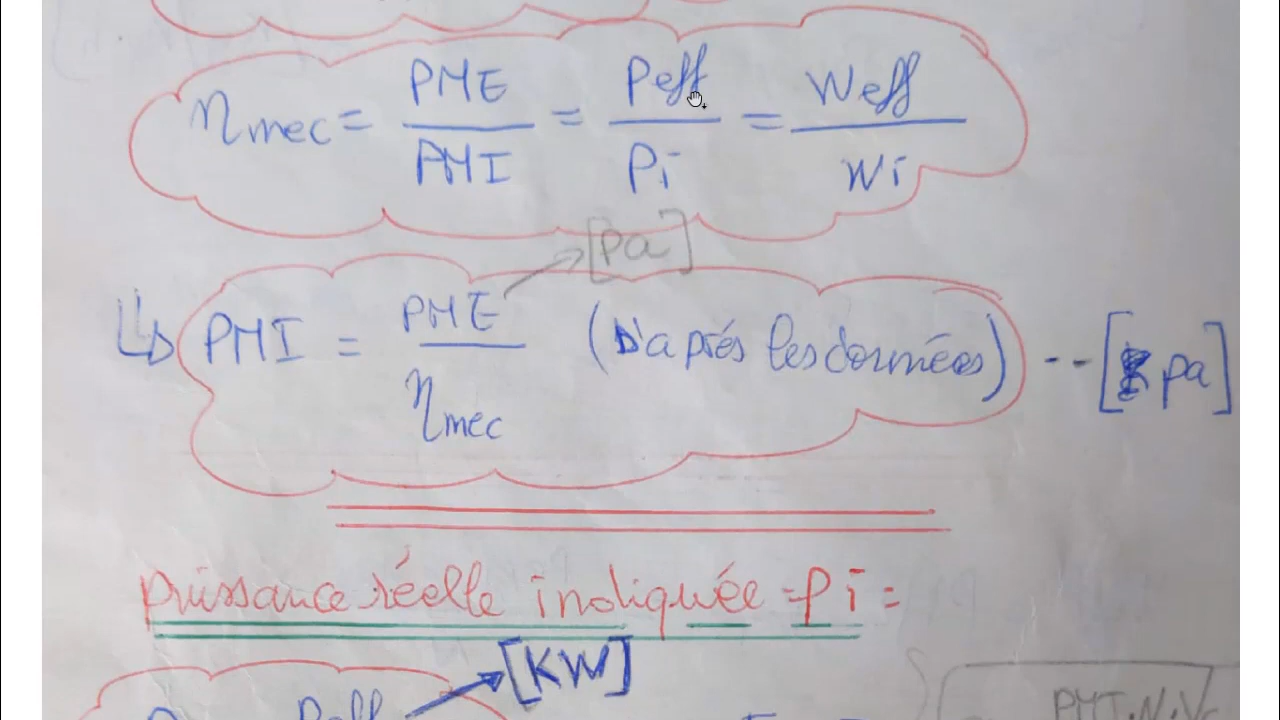 ηmec = PME / PMI = Peff / Pi = Weff / Wi
[Pa]
PMI = PME / ηmec (D'après les données) -- [Pa]
Puissance réelle indiquée = Pi =
[KW]
Peff
PMI.N.V